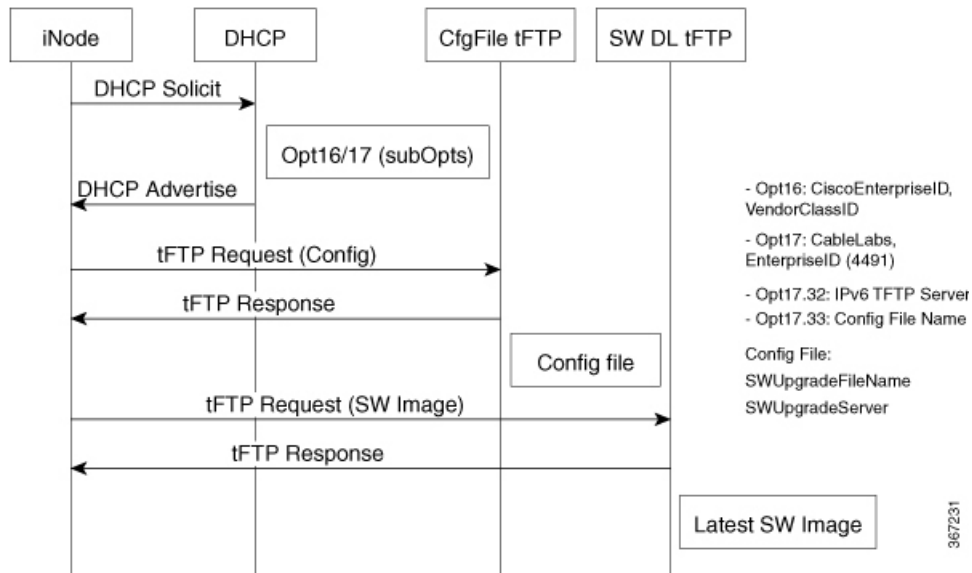 iNode
DHCP
CfgFile tFTP
SW DL tFTP
DHCP Solicit
Opt16/17 (subOpts)
DHCP Advertise
tFTP Request (Config)
tFTP Response
Config file
tFTP Request (SW Image)
tFTP Response
Latest SW Image
- Opt16: CiscoEnterpriseID,
VendorClassID
- Opt17: CableLabs,
EnterpriseID (4491)
- Opt17.32: IPv6 TFTP Server
- Opt17.33: Config File Name
Config File:
SWUpgradeFileName
SWUpgradeServer
367231